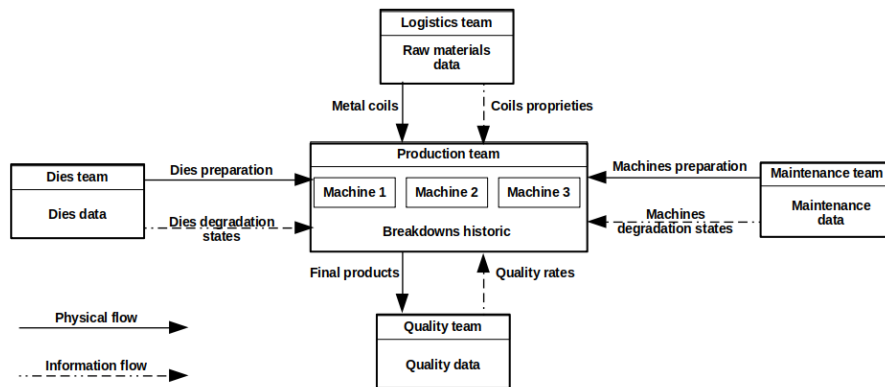 Logistics team
Raw materials
data
Metal coils
Coils proprieties
Production team
Machine 1
Machine 2
Machine 3
Breakdowns historic
Dies team
Dies data
Dies preparation
Dies degradation
states
Machines preparation
Machines
degradation states
Maintenance team
Maintenance
data
Final products
Quality rates
Quality team
Quality data
Physical flow
Information flow